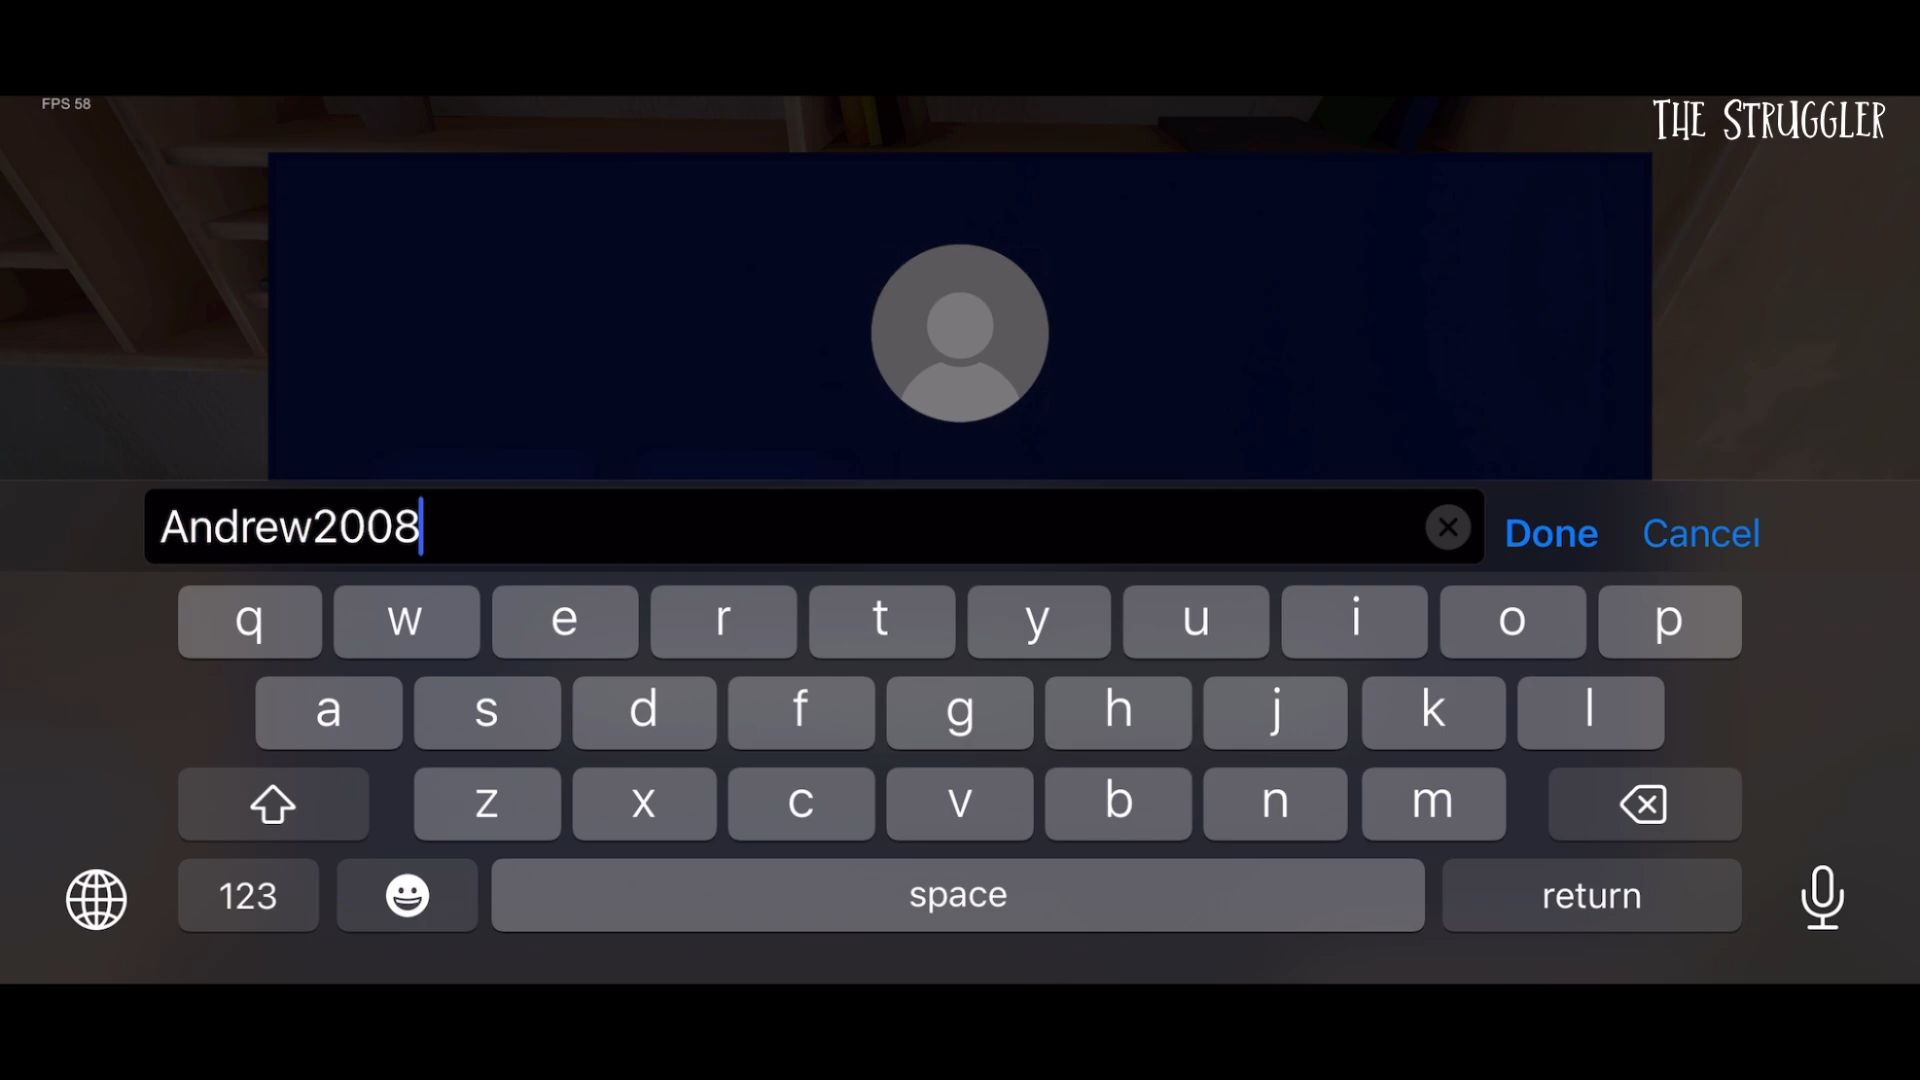 FPS 58
THE STRUGGLER
Andrew2008
Done Cancel
q w e r t y u i o p
a s d f g h j k l
z x c v b n m
123 space return